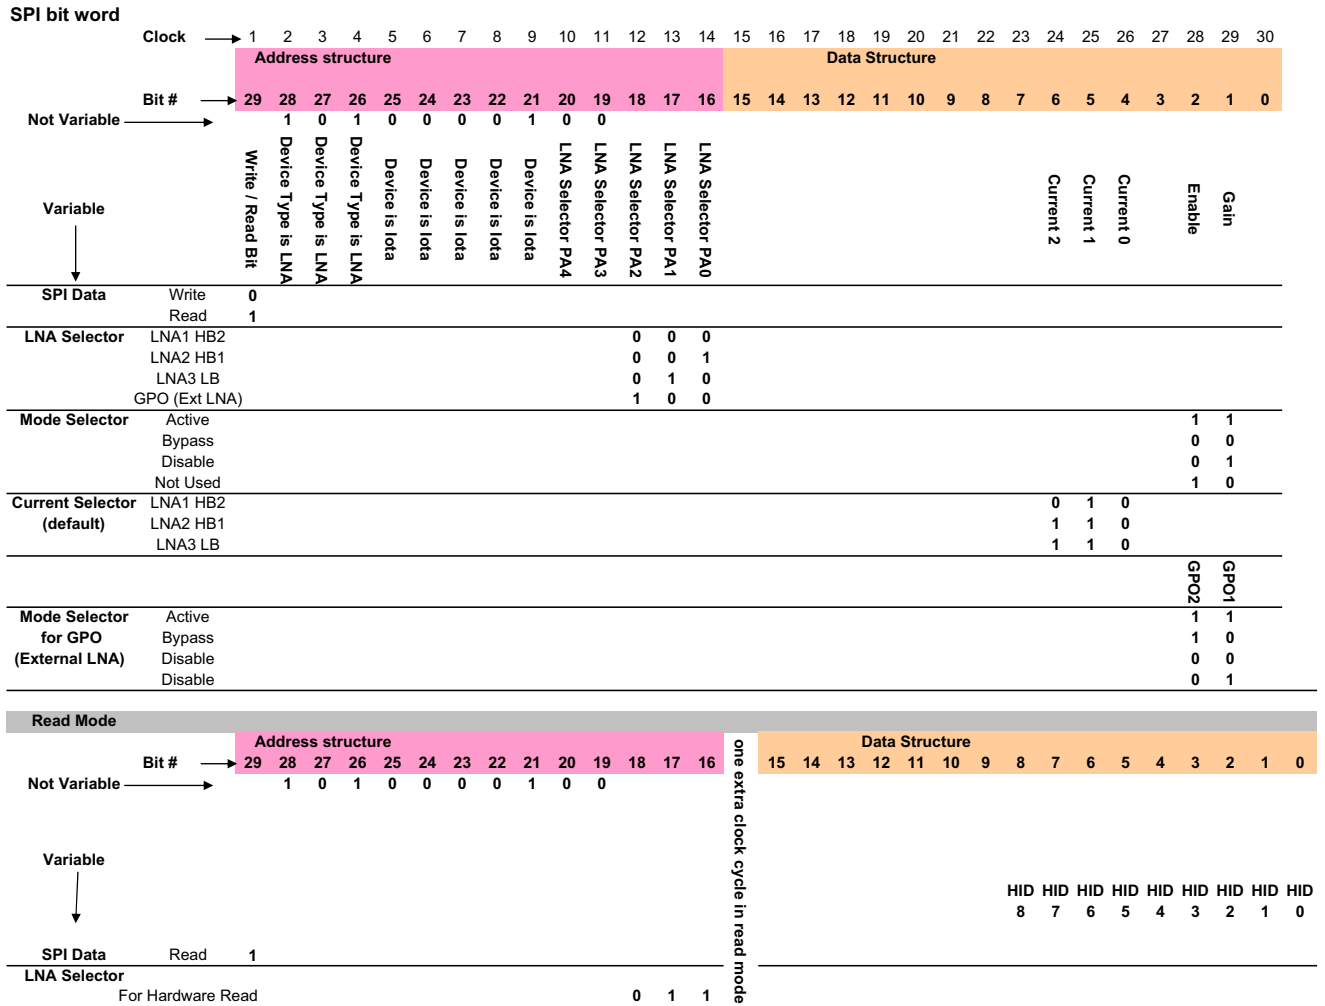 SPI bit word
Clock 1 2 3 4 5 6 7 8 9 10 11 12 13 14 15 16 17 18 19 20 21 22 23 24 25 26 27 28 29 30
Address structure Data Structure
Bit # 29 28 27 26 25 24 23 22 21 20 19 18 17 16 15 14 13 12 11 10 9 8 7 6 5 4 3 2 1 0
Not Variable 1 0 1 0 0 0 0 1 0 0
Variable
Write / Read Bit
Device Type is LNA
Device Type is LNA
Device Type is LNA
Device is Iota
Device is Iota
Device is Iota
Device is Iota
Device is Iota
LNA Selector PA4
LNA Selector PA3
LNA Selector PA2
LNA Selector PA1
LNA Selector PA0
Current 2
Current 1
Current 0
Enable
Gain
SPI Data Write 0
Read 1
LNA Selector LNA1 HB2 0 0 0
LNA2 HB1 0 0 1
LNA3 LB 0 1 0
GPO (Ext LNA) 1 0 0
Mode Selector Active 1 1
Bypass 0 0
Disable 0 1
Not Used 1 0
Current Selector LNA1 HB2 0 1 0
(default) LNA2 HB1 1 1 0
LNA3 LB 1 1 0
GPO2
GPO1
Mode Selector Active 1 1
for GPO Bypass 1 0
(External LNA) Disable 0 0
Disable 0 1
Read Mode
Address structure Data Structure
Bit # 29 28 27 26 25 24 23 22 21 20 19 18 17 16 15 14 13 12 11 10 9 8 7 6 5 4 3 2 1 0
Not Variable 1 0 1 0 0 0 0 1 0 0
one extra clock cycle in read mode
Variable
HID HID HID HID HID HID HID HID HID
8 7 6 5 4 3 2 1 0
SPI Data Read 1
LNA Selector
For Hardware Read 0 1 1